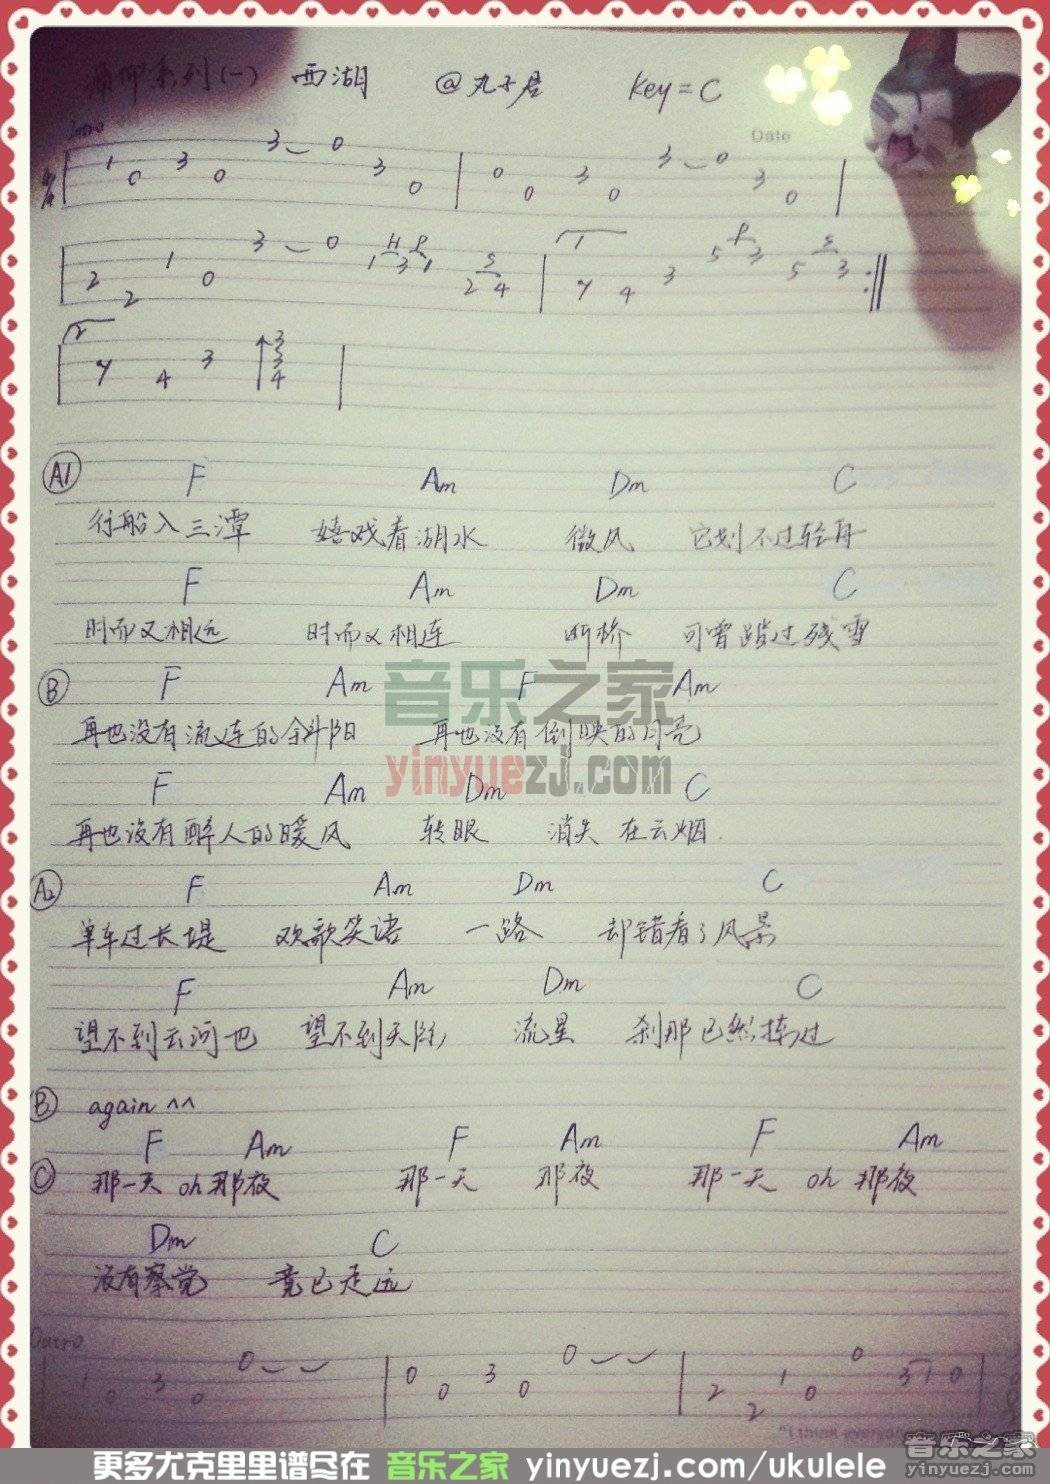 系列(一) 西湖 @丸子君 Key=C
Intro
Date
4/4 1 0 3 0 3 0 3 0 0 0 3 0 3 0 3 0
2 2 1 0 3 0 1 H 3 P 1 2 S 4 1 7 4 3 5 P 3 5 S 3
2 7 4 3 3 3 3 4
A1 F Am Dm C
行船入三潭 嬉戏着湖水 微风 它划不过轻舟
F Am Dm C
时而又相远 时而又相连 断桥 可曾踏过残雪
B F Am F Am
再也没有流连的斜阳 再也没有倒映的月亮
F Am Dm C
再也没有醉人的暖风 转眼 消失在云烟.
A2 F Am Dm C
单车过长堤 欢歌笑语 一路 却错看了风景
F Am Dm C
望不到云河也 望不到天际 流星 刹那已然掠过
B again ^^
F Am F Am F Am
C 那一天 oh 那夜 那一天 那夜 那一天 oh 那夜
Dm C
没有察觉 竟已走远
Outro
1 0 3 0 0 0 0 3 0 0 2 2 1 0 0 3 1 0
"I think everyone
音乐之家
yinyuezj.com
音乐之家
yinyuezj.com
更多尤克里里谱尽在 音乐之家 yinyuezj.com/ukulele